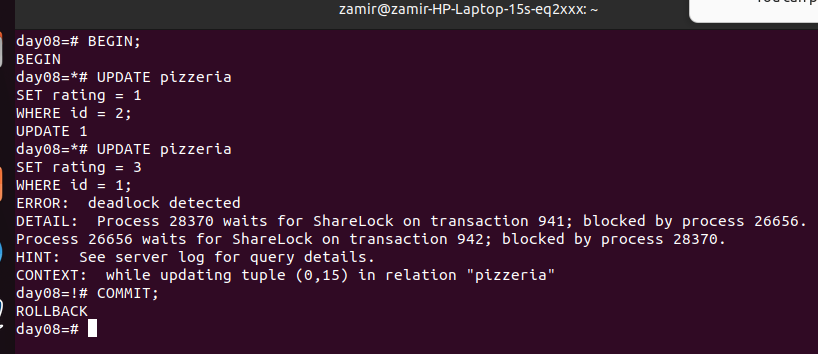 zamir@zamir-HP-Laptop-15s-eq2xxx: ~
day08=# BEGIN;
BEGIN
day08=*# UPDATE pizzeria
SET rating = 1
WHERE id = 2;
UPDATE 1
day08=*# UPDATE pizzeria
SET rating = 3
WHERE id = 1;
ERROR:  deadlock detected
DETAIL:  Process 28370 waits for ShareLock on transaction 941; blocked by process 26656.
Process 26656 waits for ShareLock on transaction 942; blocked by process 28370.
HINT:  See server log for query details.
CONTEXT:  while updating tuple (0,15) in relation "pizzeria"
day08=!# COMMIT;
ROLLBACK
day08=#